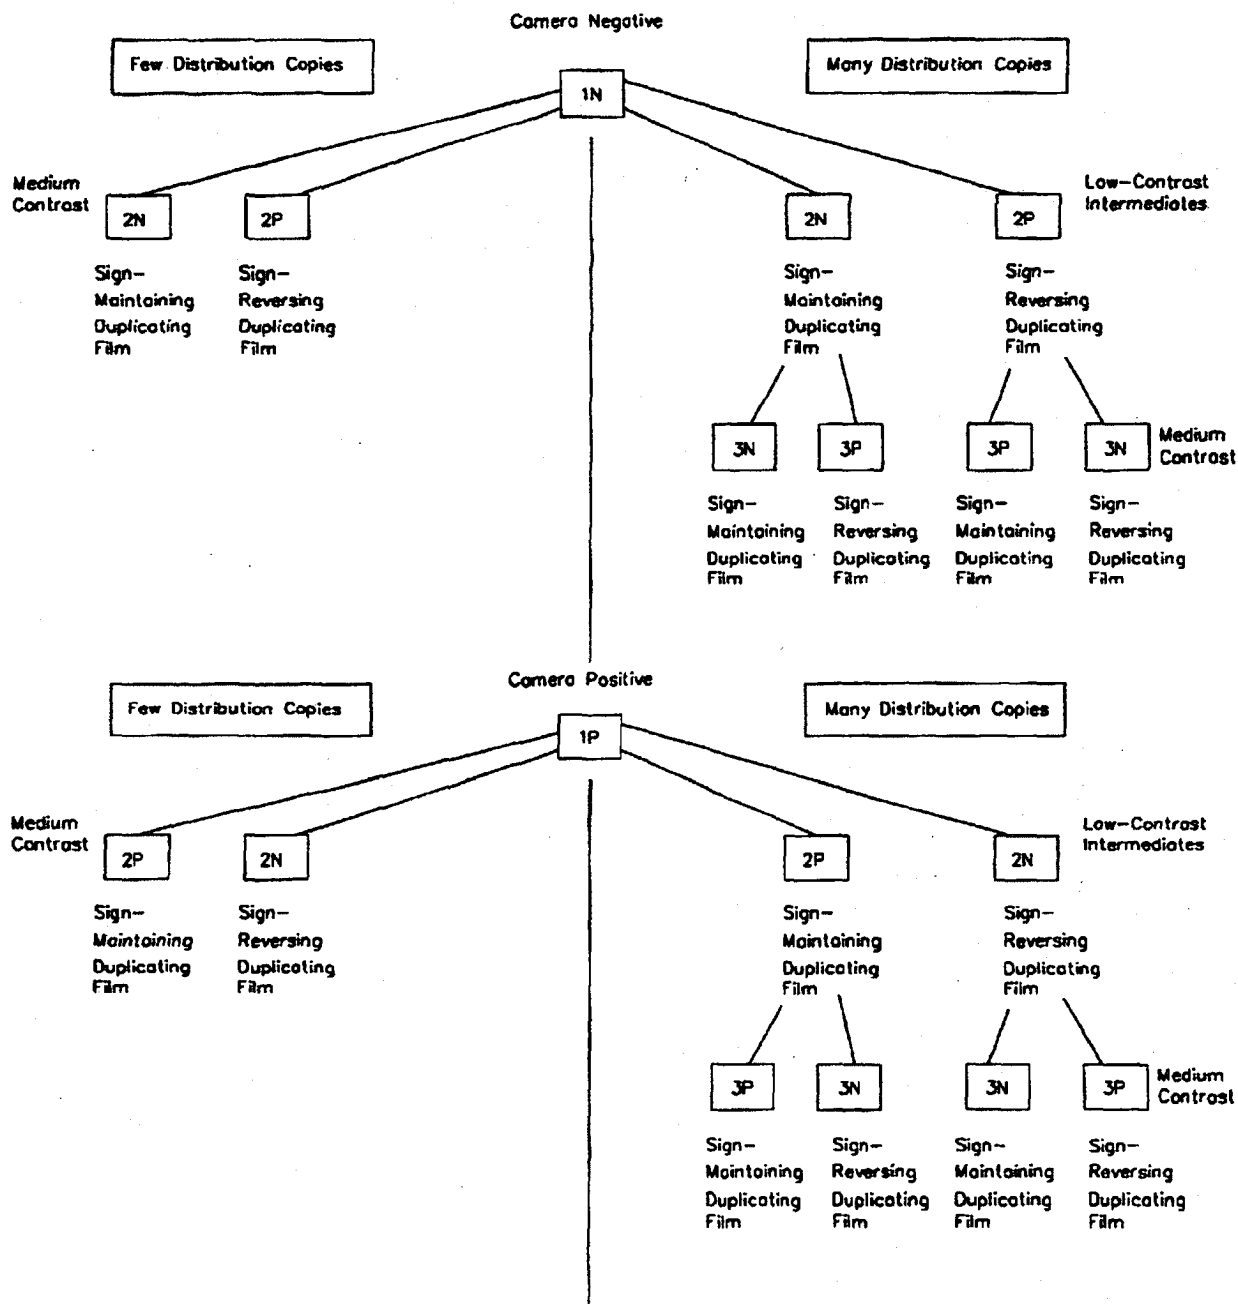 Camera Negative
Few Distribution Copies
Many Distribution Copies
1N
Medium
Contrast
2N
2P
2N
2P
Low-Contrast
Intermediates
Sign-
Maintaining
Duplicating
Film
Sign-
Reversing
Duplicating
Film
Sign-
Maintaining
Duplicating
Film
Sign-
Reversing
Duplicating
Film
3N
3P
3P
3N
Medium
Contrast
Sign-
Maintaining
Duplicating
Film
Sign-
Reversing
Duplicating
Film
Sign-
Maintaining
Duplicating
Film
Sign-
Reversing
Duplicating
Film
Camera Positive
Few Distribution Copies
Many Distribution Copies
1P
Medium
Contrast
2P
2N
2P
2N
Low-Contrast
Intermediates
Sign-
Maintaining
Duplicating
Film
Sign-
Reversing
Duplicating
Film
Sign-
Maintaining
Duplicating
Film
Sign-
Reversing
Duplicating
Film
3P
3N
3N
3P
Medium
Contrast
Sign-
Maintaining
Duplicating
Film
Sign-
Reversing
Duplicating
Film
Sign-
Maintaining
Duplicating
Film
Sign-
Reversing
Duplicating
Film